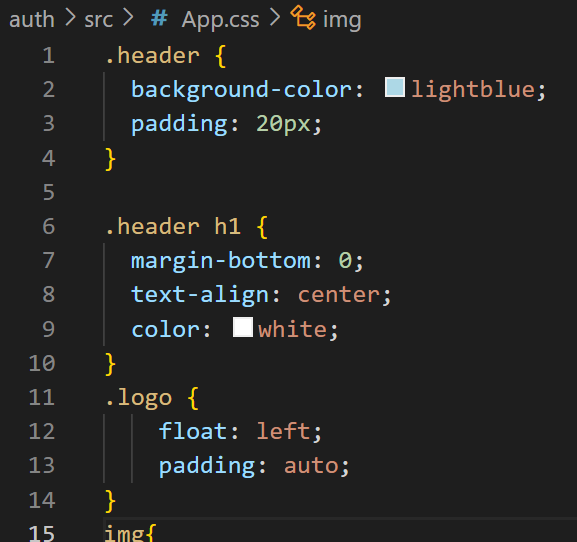 auth > src > # App.css > img
1 .header {
2 background-color: lightblue;
3 padding: 20px;
4 }
5
6 .header h1 {
7 margin-bottom: 0;
8 text-align: center;
9 color: white;
10 }
11 .logo {
12 float: left;
13 padding: auto;
14 }
15 img{